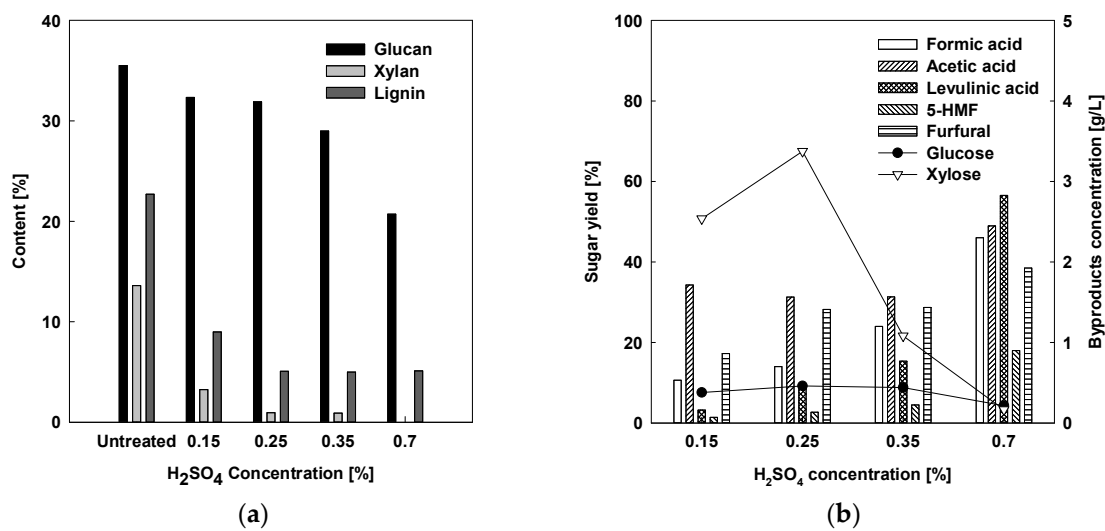 40
30
20
10
0
Content [%]
Glucan
Xylan
Lignin
Untreated 0.15 0.25 0.35 0.7
H₂SO₄ Concentration [%]
(a)
100
80
60
40
20
0
Sugar yield [%]
Formic acid
Acetic acid
Levulinic acid
5-HMF
Furfural
Glucose
Xylose
5
4
3
2
1
0
Byproducts concentration [g/L]
0.15 0.25 0.35 0.7
H₂SO₄ concentration [%]
(b)